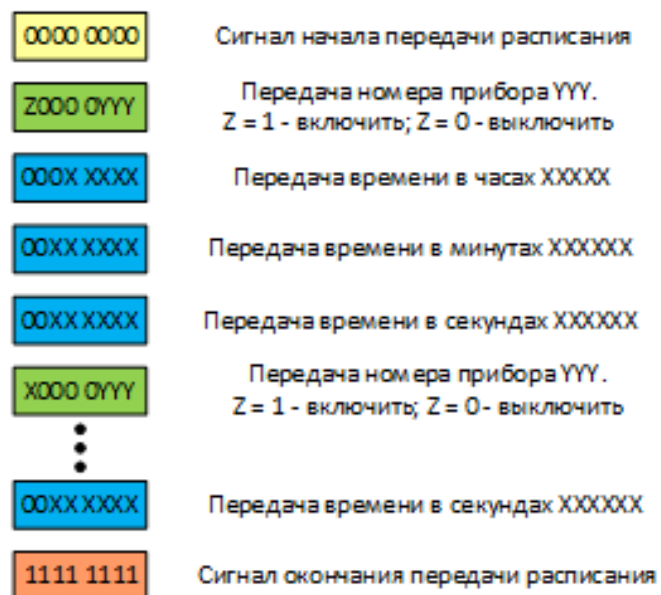 0000 0000 Сигнал начала передачи расписания
Передача номера прибора YYY.
Z000 0YYY
Z = 1 - включить; Z = 0 - выключить
000X XXXX Передача времени в часах XXXXX
00XX XXXX Передача времени в минутах XXXXXX
00XX XXXX Передача времени в секундах XXXXXX
Передача номера прибора YYY.
X000 0YYY
Z = 1 - включить; Z = 0 - выключить
00XX XXXX Передача времени в секундах XXXXXX
1111 1111 Сигнал окончания передачи расписания